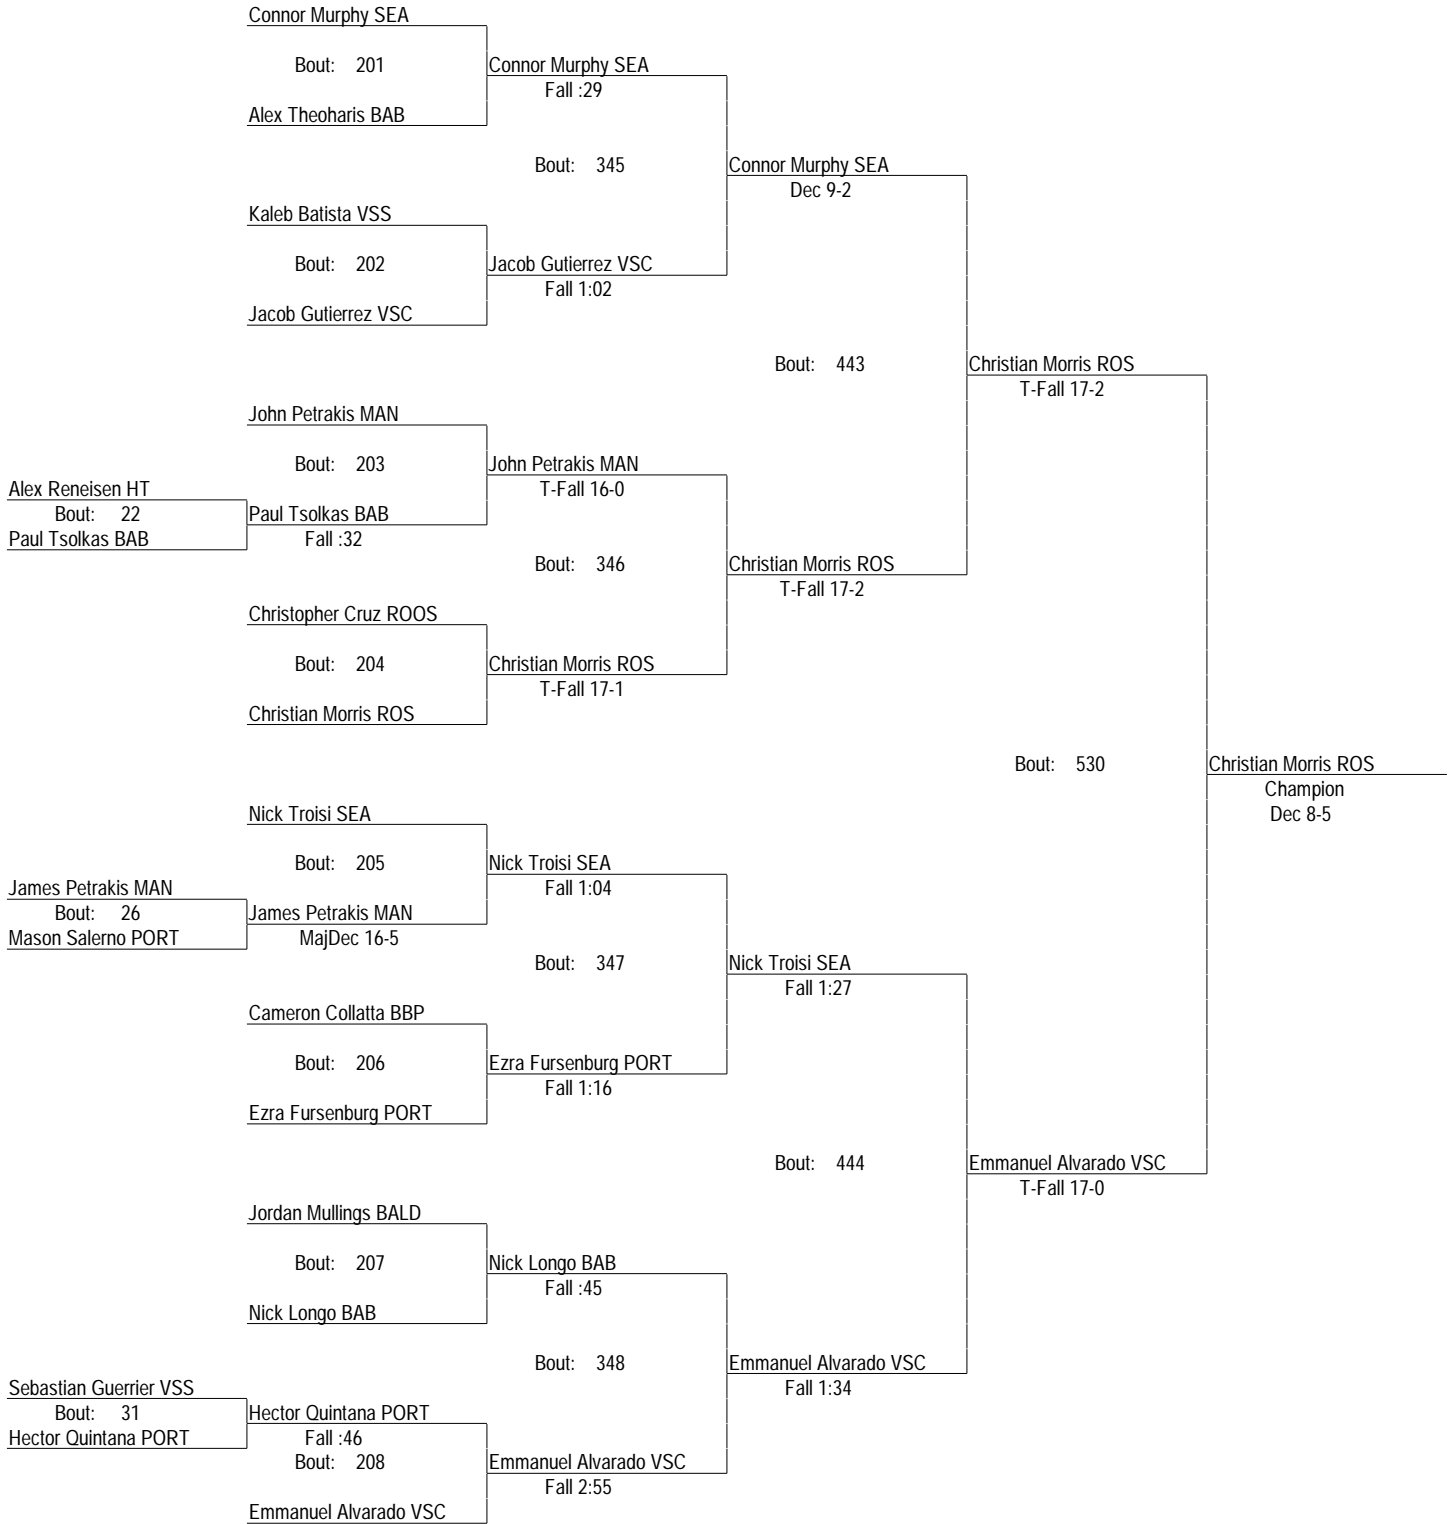 Connor Murphy SEA
Bout: 201
Connor Murphy SEA
Fall :29
Alex Theoharis BAB
Bout: 345
Connor Murphy SEA
Dec 9-2
Kaleb Batista VSS
Bout: 202
Jacob Gutierrez VSC
Fall 1:02
Jacob Gutierrez VSC
Bout: 443
Christian Morris ROS
T-Fall 17-2
John Petrakis MAN
Bout: 203
John Petrakis MAN
T-Fall 16-0
Alex Reneisen HT
Bout: 22
Paul Tsolkas BAB
Paul Tsolkas BAB
Fall :32
Bout: 346
Christian Morris ROS
T-Fall 17-2
Christopher Cruz ROOS
Bout: 204
Christian Morris ROS
T-Fall 17-1
Christian Morris ROS
Bout: 530
Christian Morris ROS
Champion
Dec 8-5
Nick Troisi SEA
Bout: 205
Nick Troisi SEA
Fall 1:04
James Petrakis MAN
Bout: 26
James Petrakis MAN
Mason Salerno PORT
MajDec 16-5
Bout: 347
Nick Troisi SEA
Fall 1:27
Cameron Collatta BBP
Bout: 206
Ezra Fursenburg PORT
Fall 1:16
Ezra Fursenburg PORT
Bout: 444
Emmanuel Alvarado VSC
T-Fall 17-0
Jordan Mullings BALD
Bout: 207
Nick Longo BAB
Fall :45
Nick Longo BAB
Bout: 348
Emmanuel Alvarado VSC
Fall 1:34
Sebastian Guerrier VSS
Bout: 31
Hector Quintana PORT
Hector Quintana PORT
Fall :46
Bout: 208
Emmanuel Alvarado VSC
Fall 2:55
Emmanuel Alvarado VSC